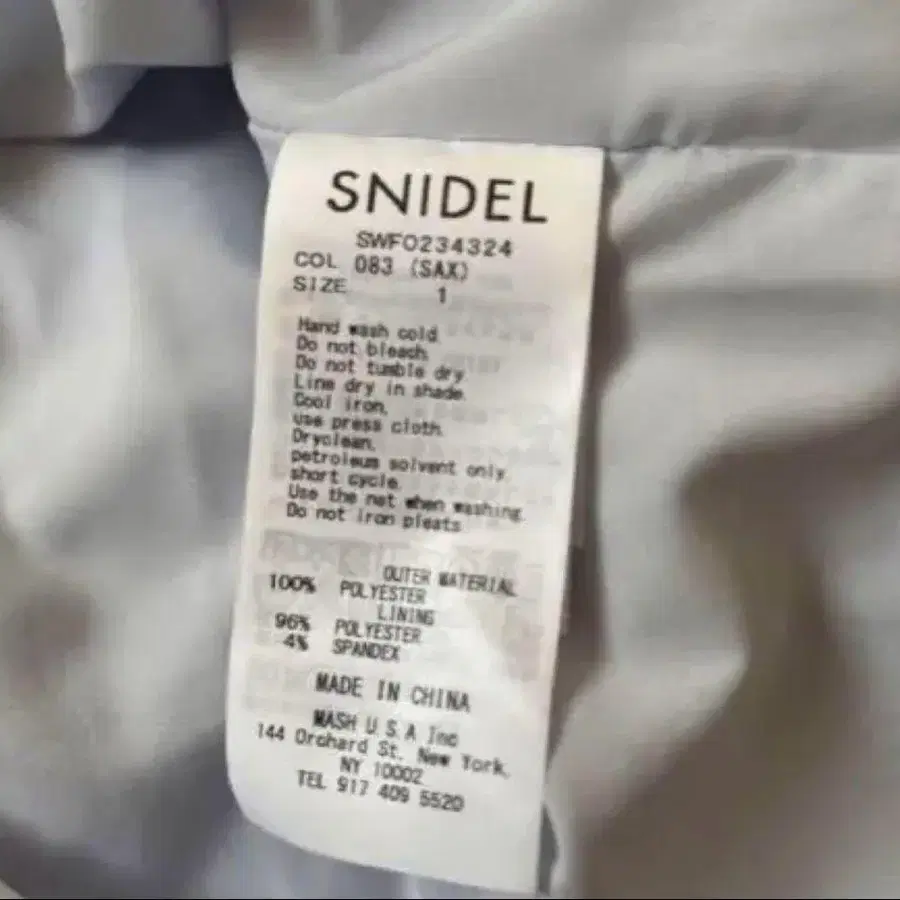 SNIDEL
SWFO234324
COL 083 (SAX)
SIZE 1
Hand wash cold.
Do not bleach.
Do not tumble dry.
Line dry in shade.
Cool iron,
use press cloth.
Dryclean,
petroleum solvent only,
short cycle.
Use the net when washing.
Do not iron pleats.
OUTER MATERIAL
100% POLYESTER
LINING
96% POLYESTER
4% SPANDEX
MADE IN CHINA
MASH U.S.A Inc
144 Orchard St. New York,
NY 10002
TEL 917 409 5520